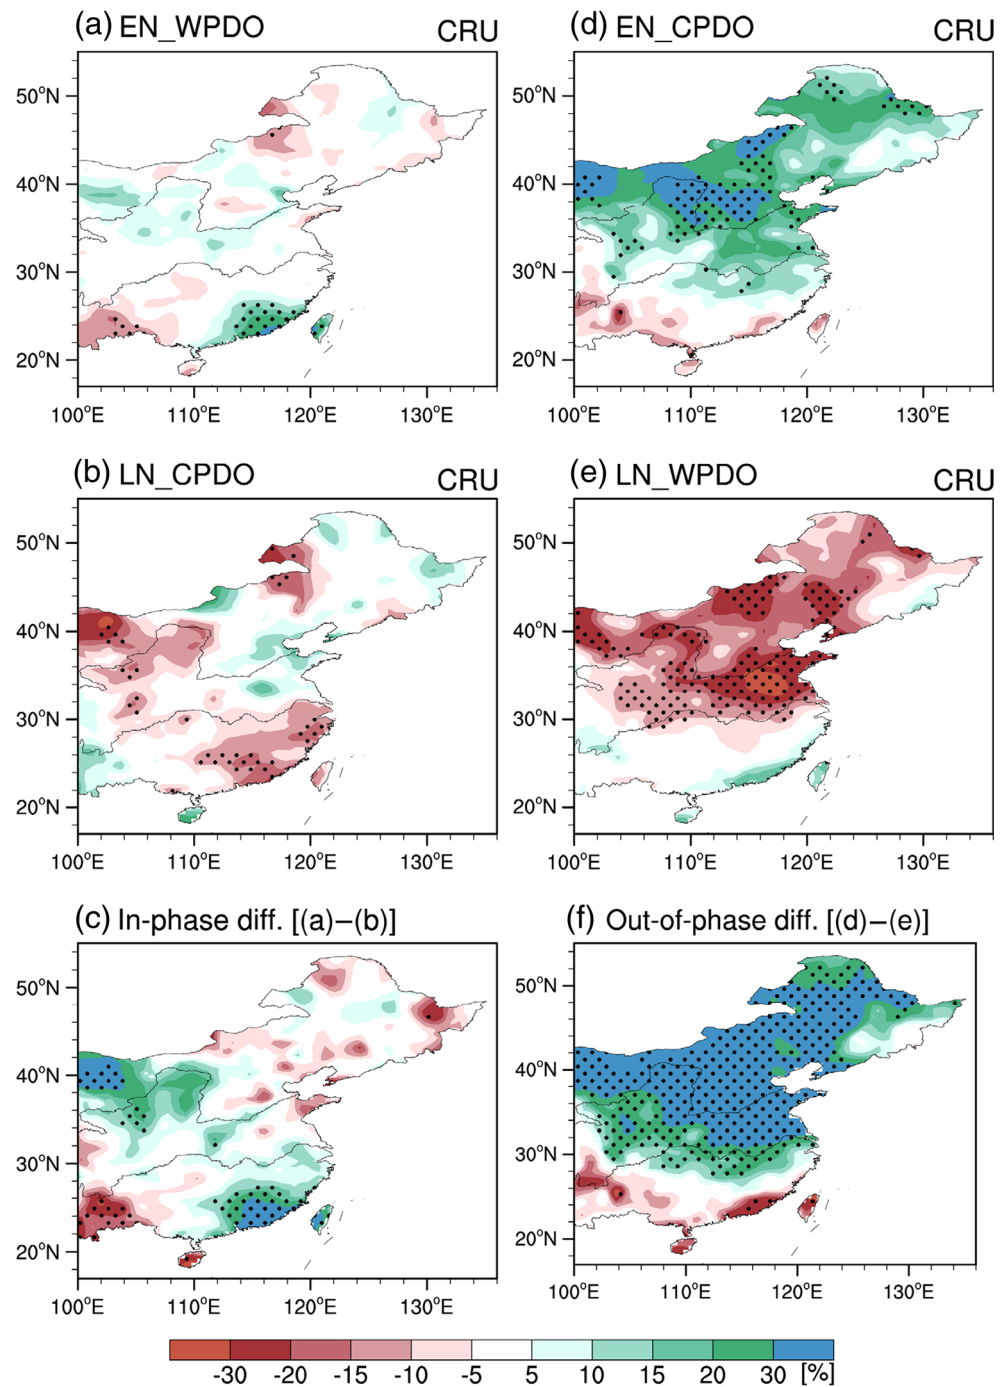 (a) EN_WPDO CRU
50°N
40°N
30°N
20°N
100°E 110°E 120°E 130°E
(d) EN_CPDO CRU
50°N
40°N
30°N
20°N
100°E 110°E 120°E 130°E
(b) LN_CPDO CRU
50°N
40°N
30°N
20°N
100°E 110°E 120°E 130°E
(e) LN_WPDO CRU
50°N
40°N
30°N
20°N
100°E 110°E 120°E 130°E
(c) In-phase diff. [(a)−(b)]
50°N
40°N
30°N
20°N
100°E 110°E 120°E 130°E
(f) Out-of-phase diff. [(d)−(e)]
50°N
40°N
30°N
20°N
100°E 110°E 120°E 130°E
-30 -20 -15 -10 -5 5 10 15 20 30 [%]